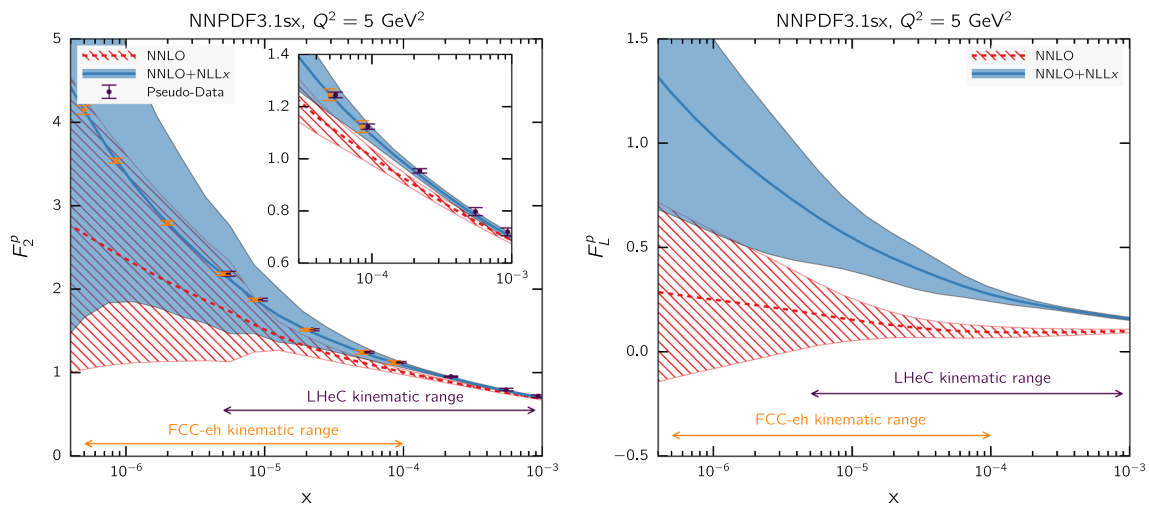 NNPDF3.1sx, Q² = 5 GeV²
NNLO
NNLO+NLLx
Pseudo-Data
F₂ᵖ
5
4
3
2
1
0
1.4
1.2
1.0
0.8
0.6
10⁻⁴
10⁻³
LHeC kinematic range
FCC-eh kinematic range
10⁻⁶
10⁻⁵
10⁻⁴
10⁻³
x
NNPDF3.1sx, Q² = 5 GeV²
NNLO
NNLO+NLLx
F_Lᵖ
1.5
1.0
0.5
0.0
−0.5
LHeC kinematic range
FCC-eh kinematic range
10⁻⁶
10⁻⁵
10⁻⁴
10⁻³
x